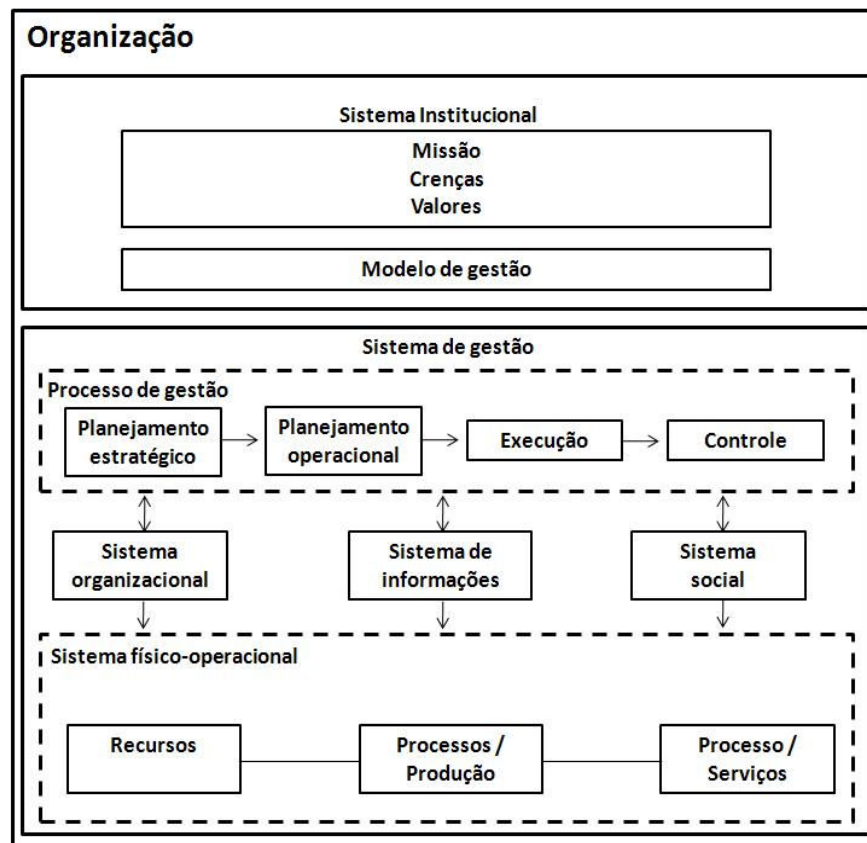 Organização
Sistema Institucional
Missão
Crenças
Valores
Modelo de gestão
Sistema de gestão
Processo de gestão
Planejamento
estratégico
Planejamento
operacional
Execução
Controle
Sistema
organizacional
Sistema de
informações
Sistema
social
Sistema físico-operacional
Recursos
Processos /
Produção
Processo /
Serviços